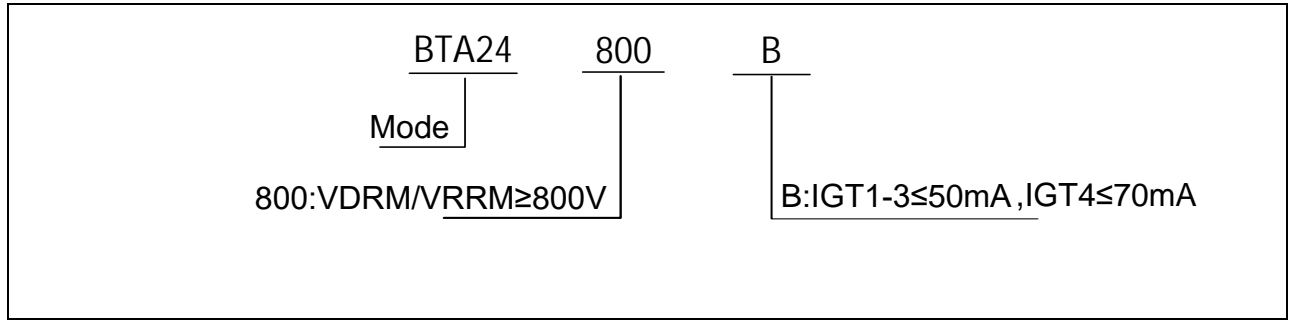 BTA24 800 B
Mode
800:VDRM/VRRM≥800V B:IGT1-3≤50mA,IGT4≤70mA